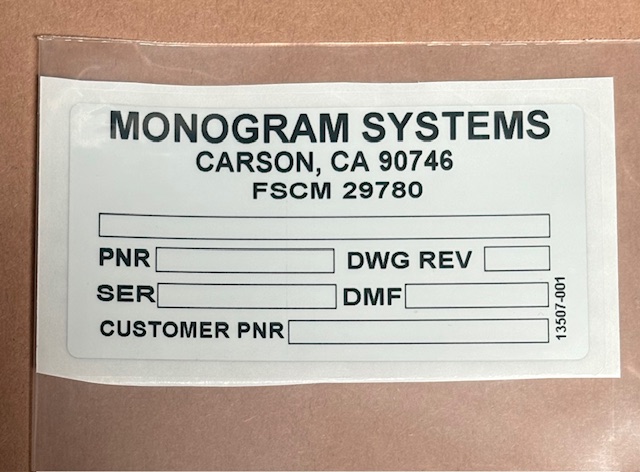 MONOGRAM SYSTEMS
CARSON, CA 90746
FSCM 29780
PNR DWG REV
SER DMF
CUSTOMER PNR
13507-001